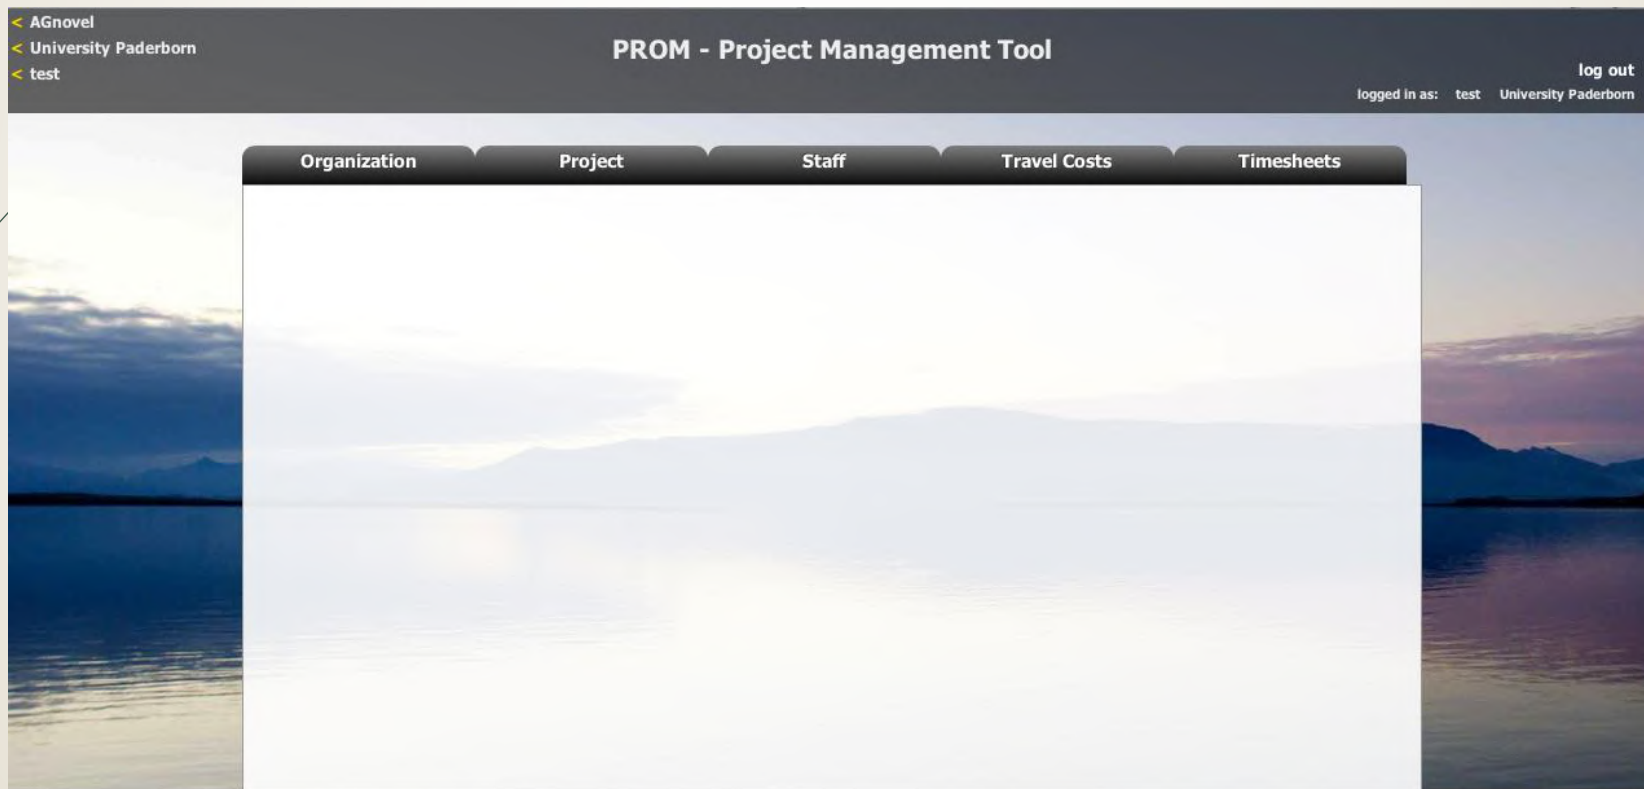 < AGnovel
< University Paderborn
< test
PROM - Project Management Tool
log out
logged in as: test University Paderborn
Organization Project Staff Travel Costs Timesheets